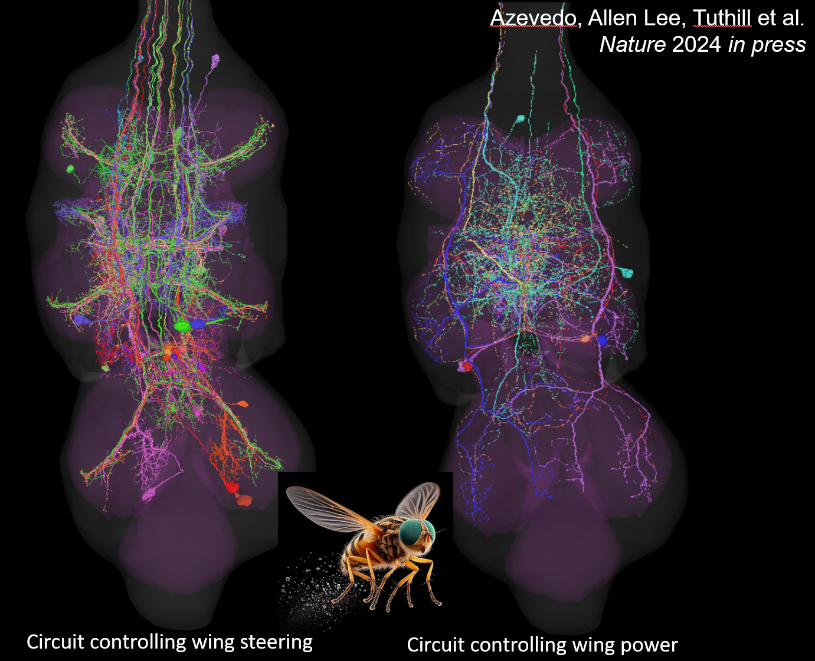 Azevedo, Allen Lee, Tuthill et al.
Nature 2024 in press
Circuit controlling wing steering
Circuit controlling wing power